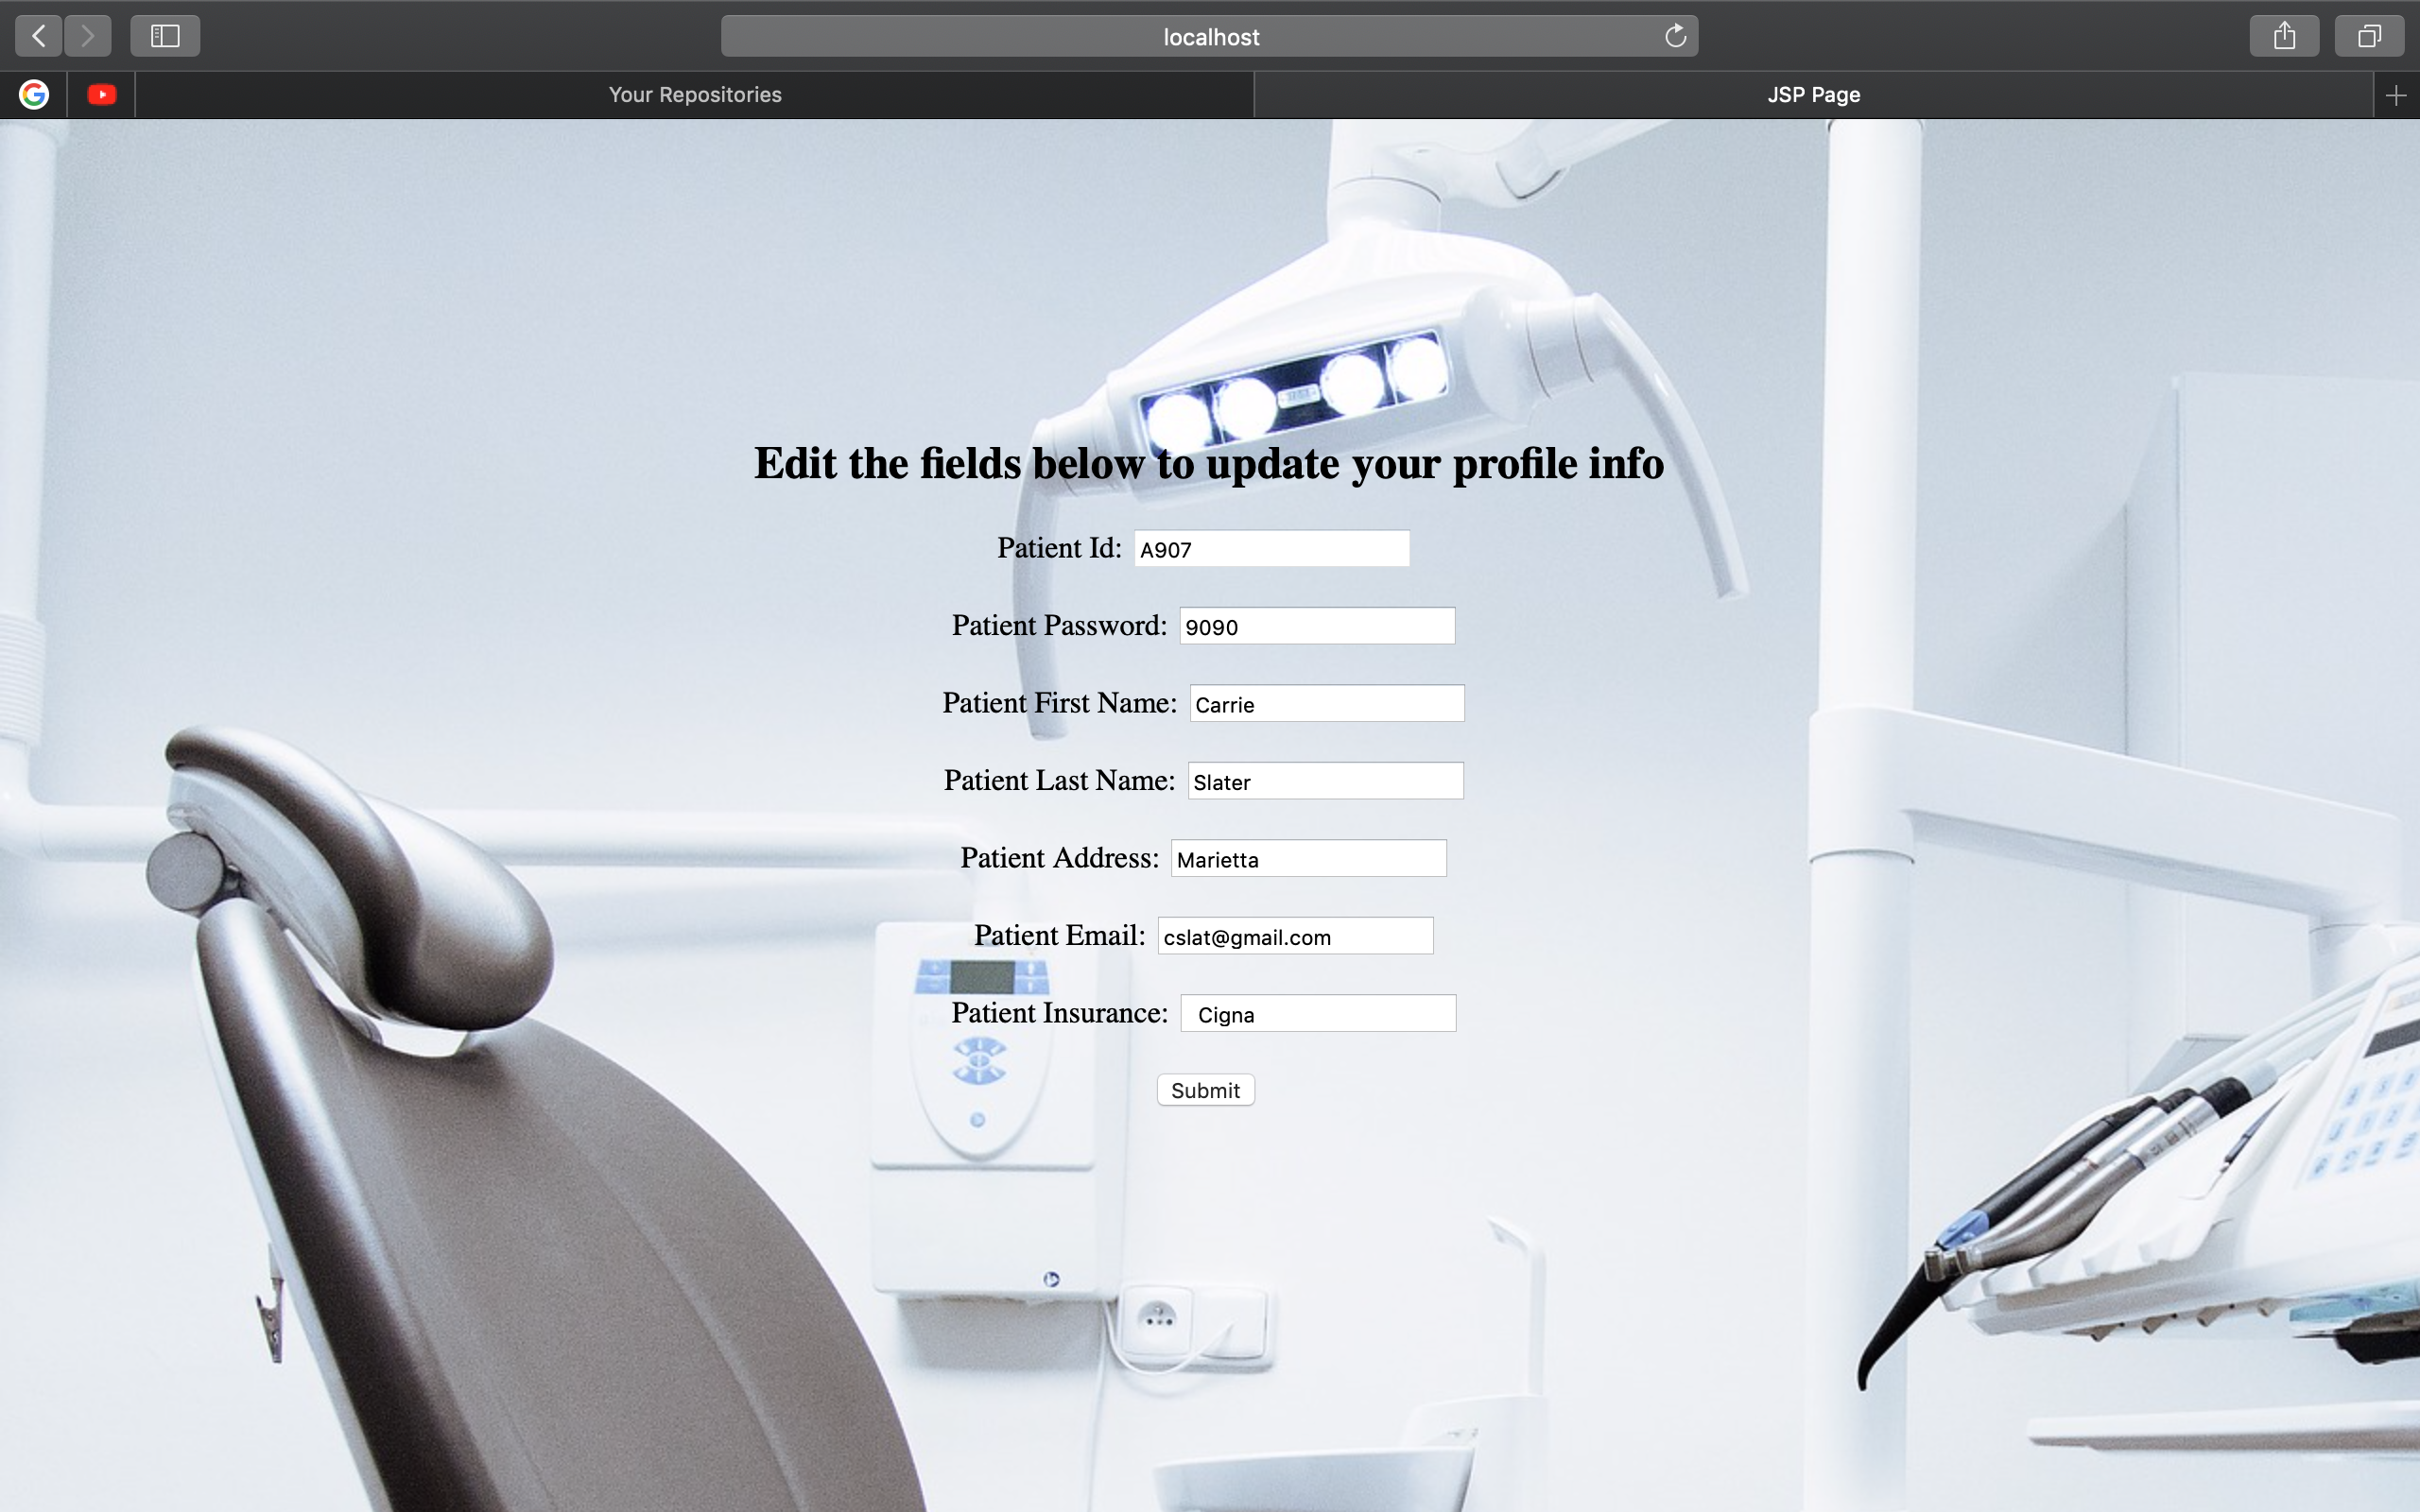 localhost
Your Repositories
JSP Page
Edit the fields below to update your profile info
Patient Id: A907
Patient Password: 9090
Patient First Name: Carrie
Patient Last Name: Slater
Patient Address: Marietta
Patient Email: cslat@gmail.com
Patient Insurance: Cigna
Submit